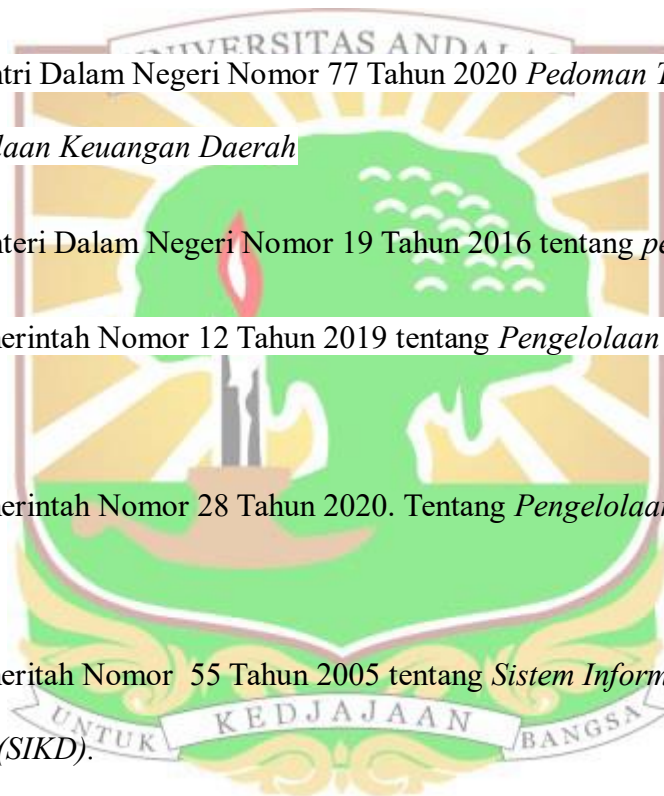 UNIVERSITAS ANDALAS
ntri Dalam Negeri Nomor 77 Tahun 2020 Pedoman T
laan Keuangan Daerah
nteri Dalam Negeri Nomor 19 Tahun 2016 tentang pe
erintah Nomor 12 Tahun 2019 tentang Pengelolaan
erintah Nomor 28 Tahun 2020. Tentang Pengelolaan
eritah Nomor 55 Tahun 2005 tentang Sistem Inform
UNTUK KEDJAJAAN BANGSA
(SIKD).